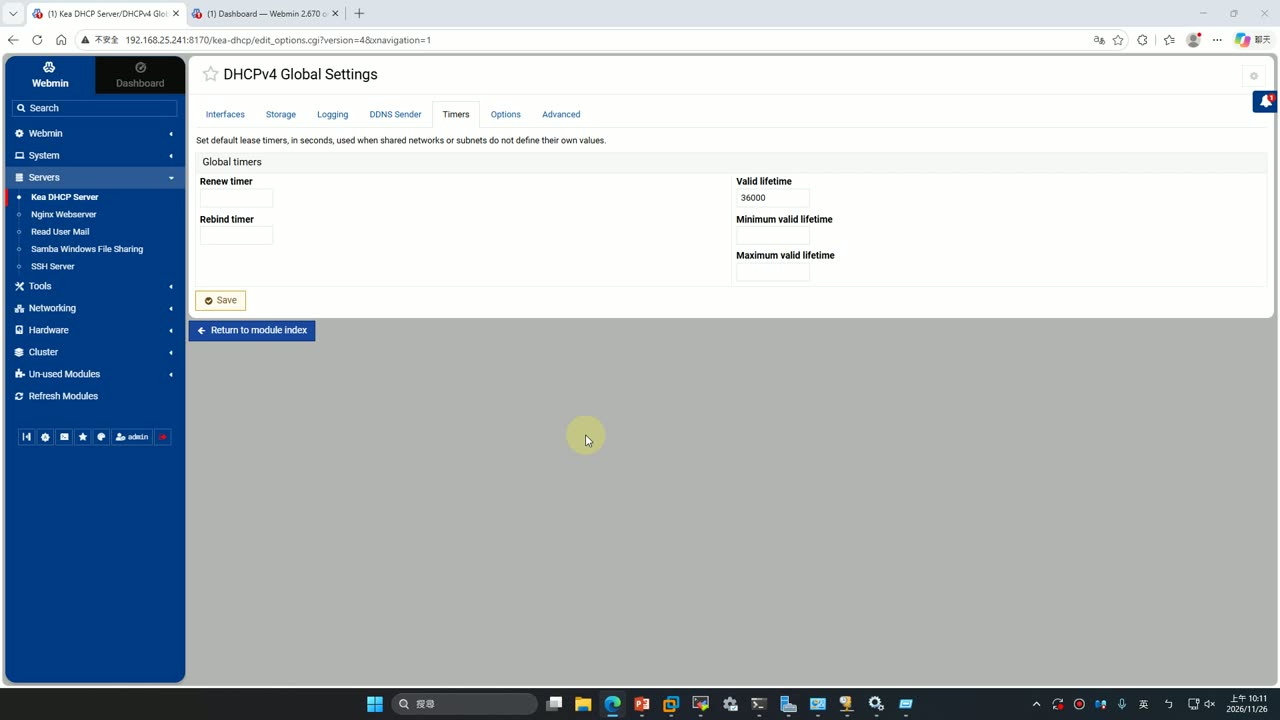 (1) Kea DHCP Server/DHCPv4 Glo
(1) Dashboard — Webmin 2.670 o
不安全
192.168.25.241:8170/kea-dhcp/edit_options.cgi?version=4&xnavigation=1
聊天
Webmin
Dashboard
Search
Webmin
System
Servers
Kea DHCP Server
Nginx Webserver
Read User Mail
Samba Windows File Sharing
SSH Server
Tools
Networking
Hardware
Cluster
Un-used Modules
Refresh Modules
admin
DHCPv4 Global Settings
1
Interfaces
Storage
Logging
DDNS Sender
Timers
Options
Advanced
Set default lease timers, in seconds, used when shared networks or subnets do not define their own values.
Global timers
Renew timer
Valid lifetime
36000
Rebind timer
Minimum valid lifetime
Maximum valid lifetime
Save
Return to module index
搜尋
英
ㄅ
上午 10:11
2026/11/26